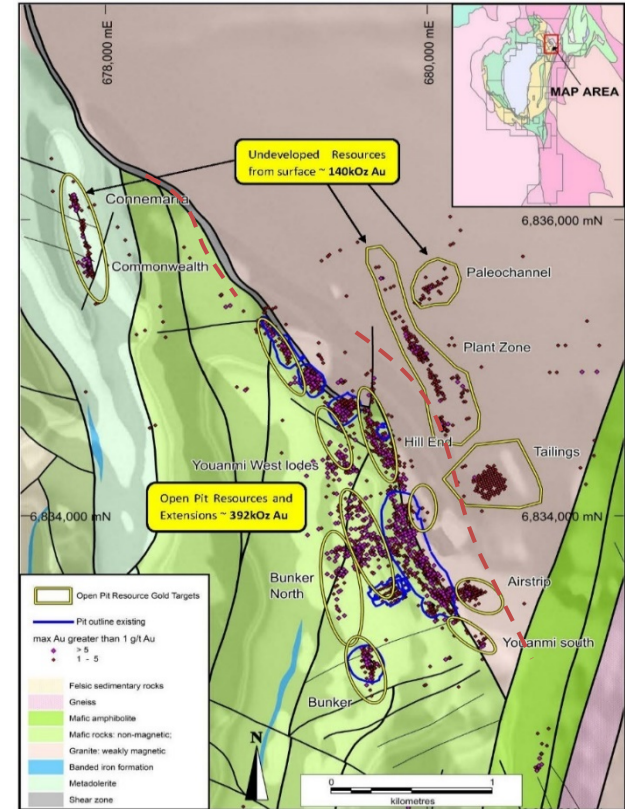 678,000 mE
680,000 mE
MAP AREA
Undeveloped Resources
from surface ~ 140kOz Au
Connemarra
6,836,000 mN
Commonwealth
Paleochannel
Plant Zone
Hill End
Youanmi West lodes
Tailings
Open Pit Resources and
Extensions ~ 392kOz Au
6,834,000 mN
6,834,000 mN
Bunker
North
Airstrip
Youanmi south
Bunker
Open Pit Resource Gold Targets
Pit outline existing
max Au greater than 1 g/t Au
> 5
1 - 5
Felsic sedimentary rocks
Gneiss
Mafic amphibolite
Mafic rocks: non-magnetic;
Granite: weakly magnetic
Banded iron formation
Metadolerite
Shear zone
N
0
1
kilometres